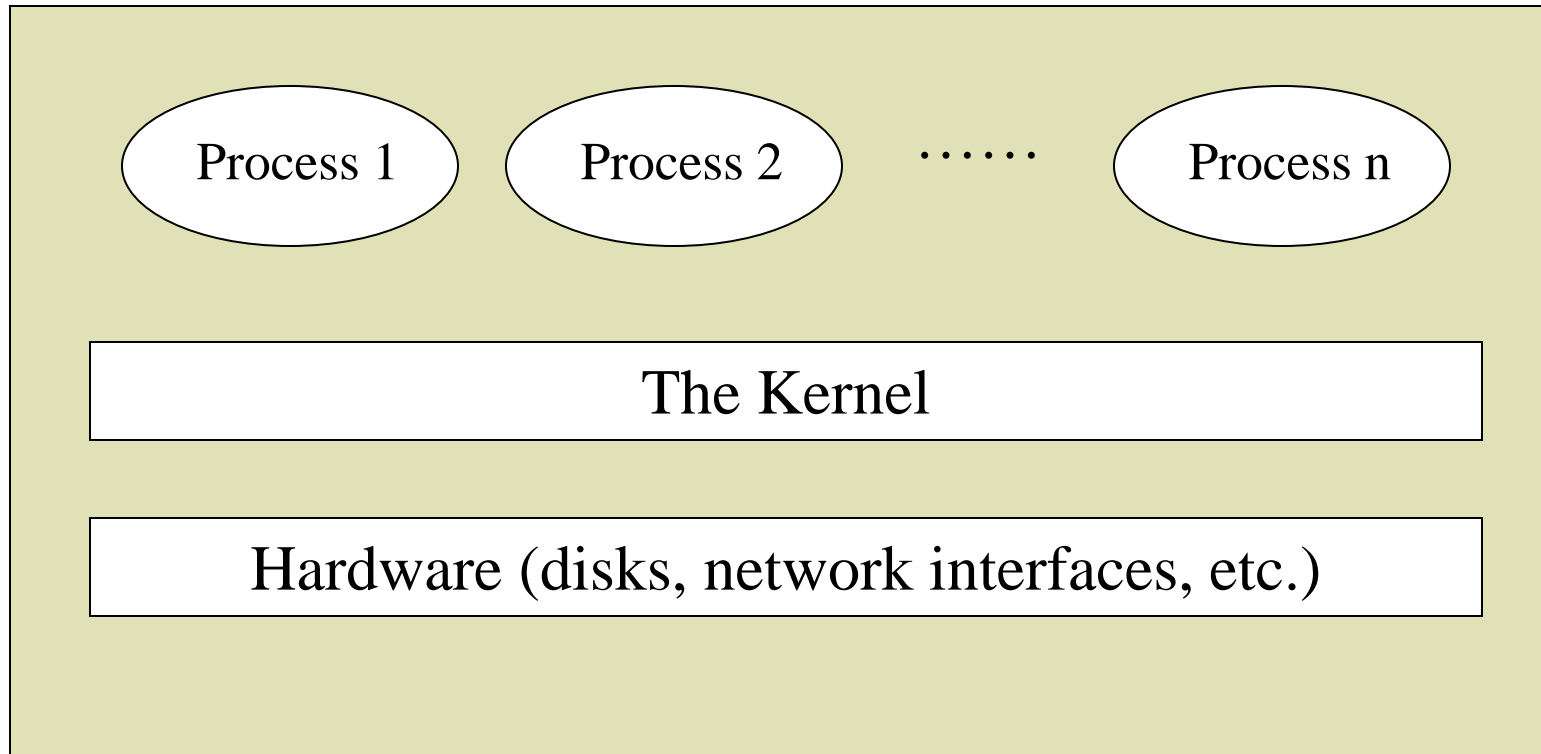 Process 1 Process 2 ...... Process n
The Kernel
Hardware (disks, network interfaces, etc.)